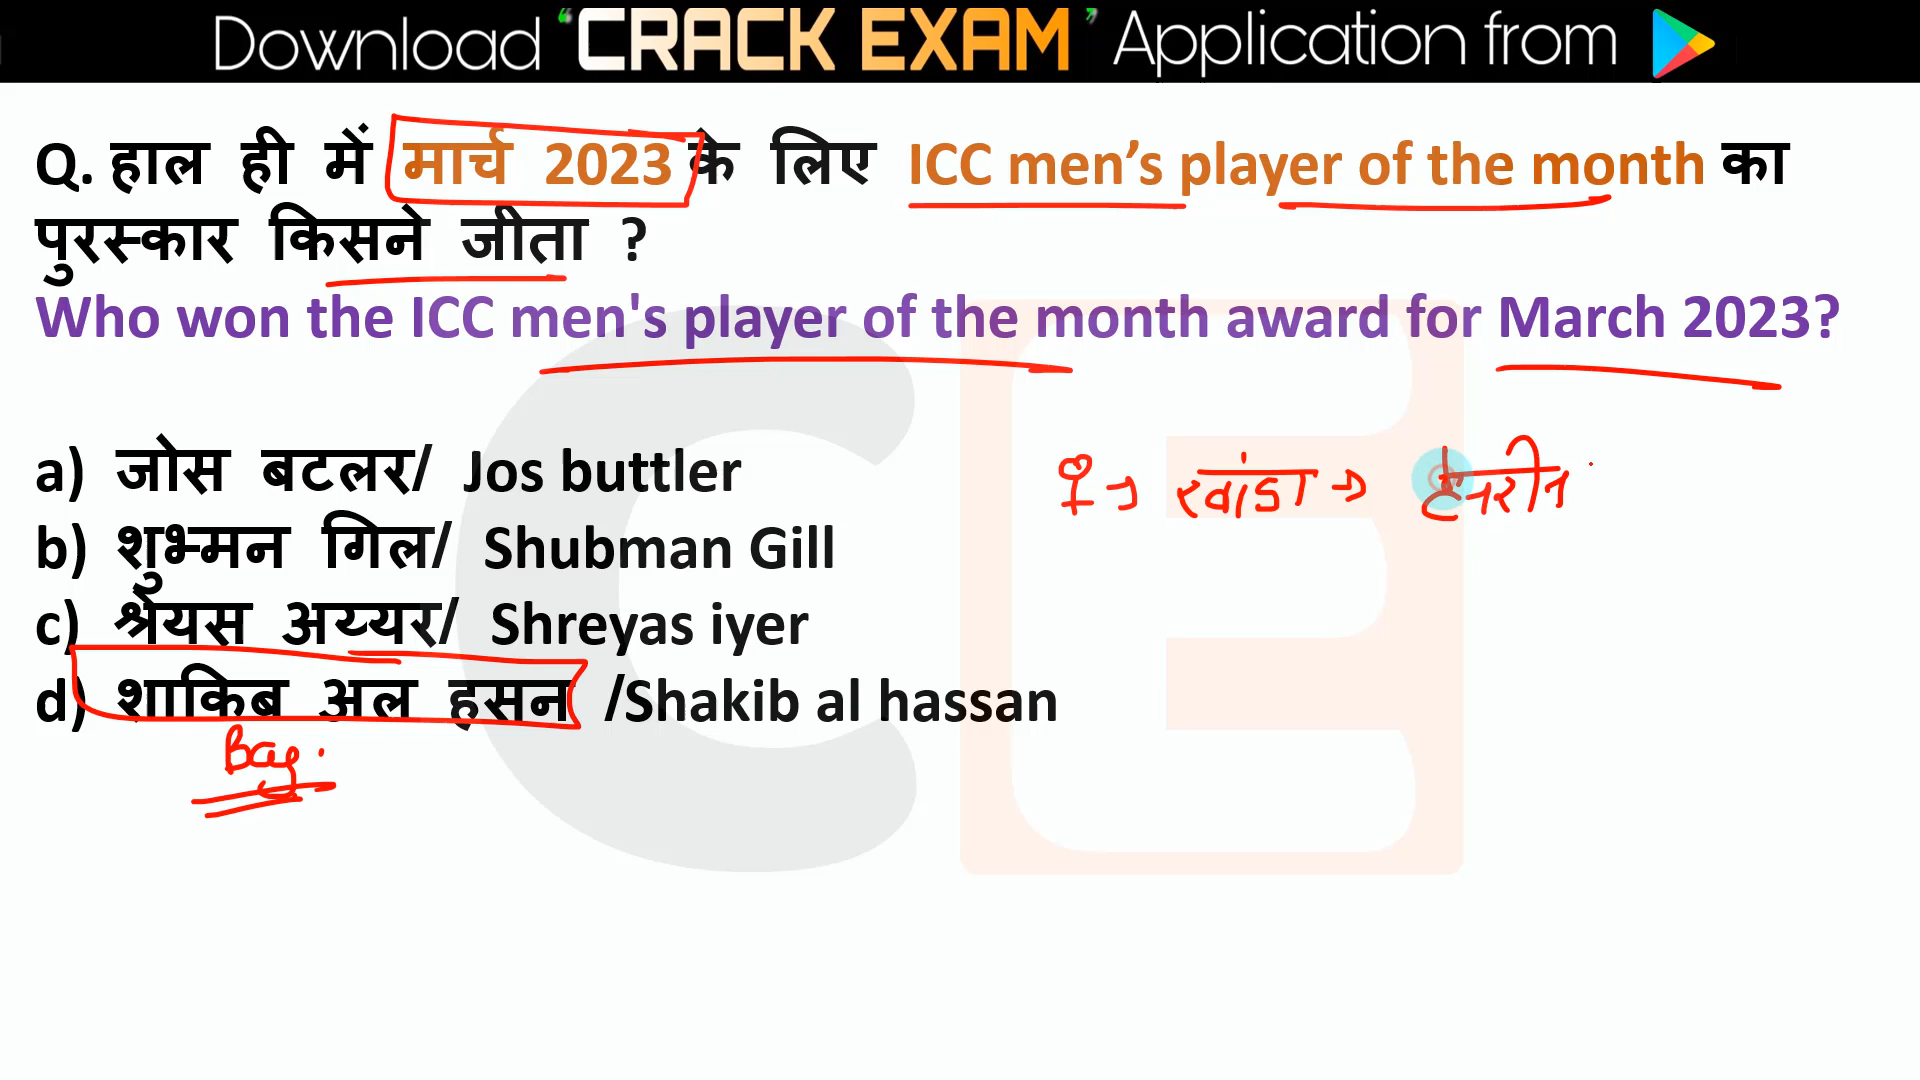 Download “CRACK EXAM” Application from
Q. हाल ही में मार्च 2023 के लिए ICC men’s player of the month का
पुरस्कार किसने जीता ?
Who won the ICC men's player of the month award for March 2023?
a) जोस बटलर/ Jos buttler
b) शुभ्मन गिल/ Shubman Gill
c) श्रेयस अय्यर/ Shreyas iyer
d) शाकिब अल हसन /Shakib al hassan
CE